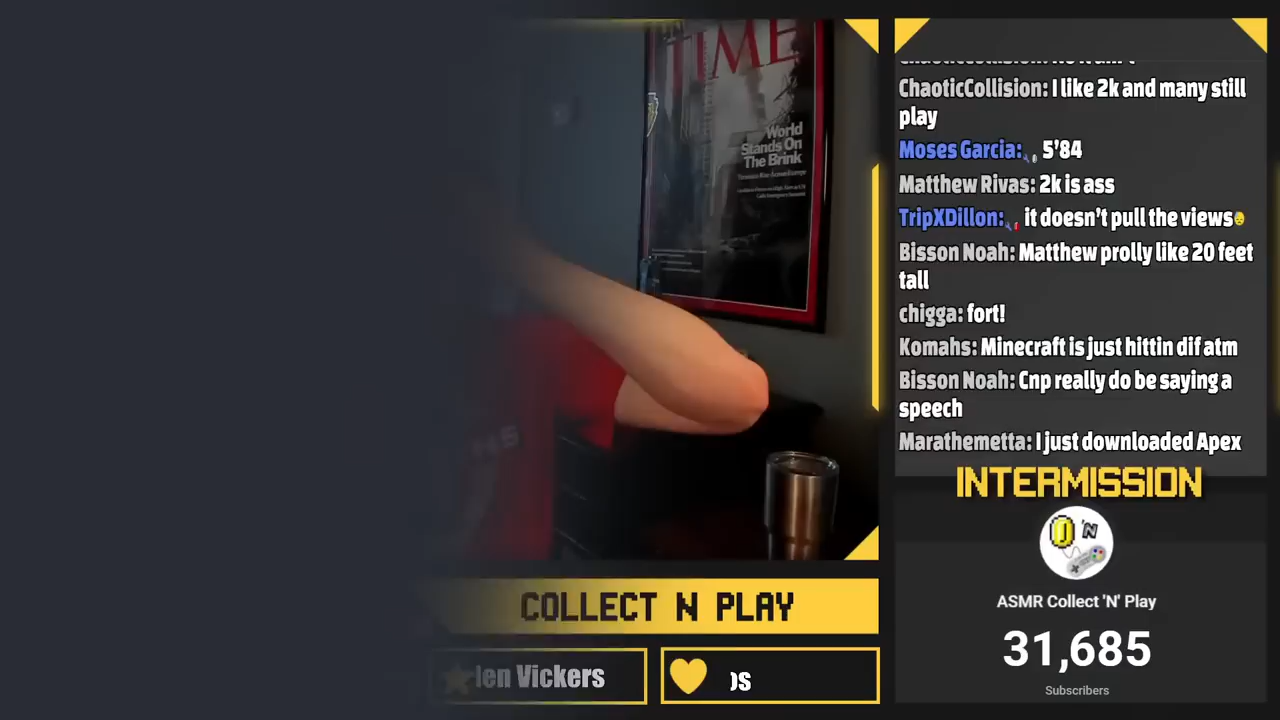 TIME
World
Stands On
The Brink
ChaoticCollision: I like 2k and many still
play
Moses Garcia: 5'84
Matthew Rivas: 2k is ass
TripXDillon: it doesn't pull the views
Bisson Noah: Matthew prolly like 20 feet
tall
chigga: fort!
Komahs: Minecraft is just hittin dif atm
Bisson Noah: Cnp really do be saying a
speech
Marathemetta: I just downloaded Apex
INTERMISSION
'N
ASMR Collect 'N' Play
31,685
Subscribers
COLLECT N PLAY
len Vickers